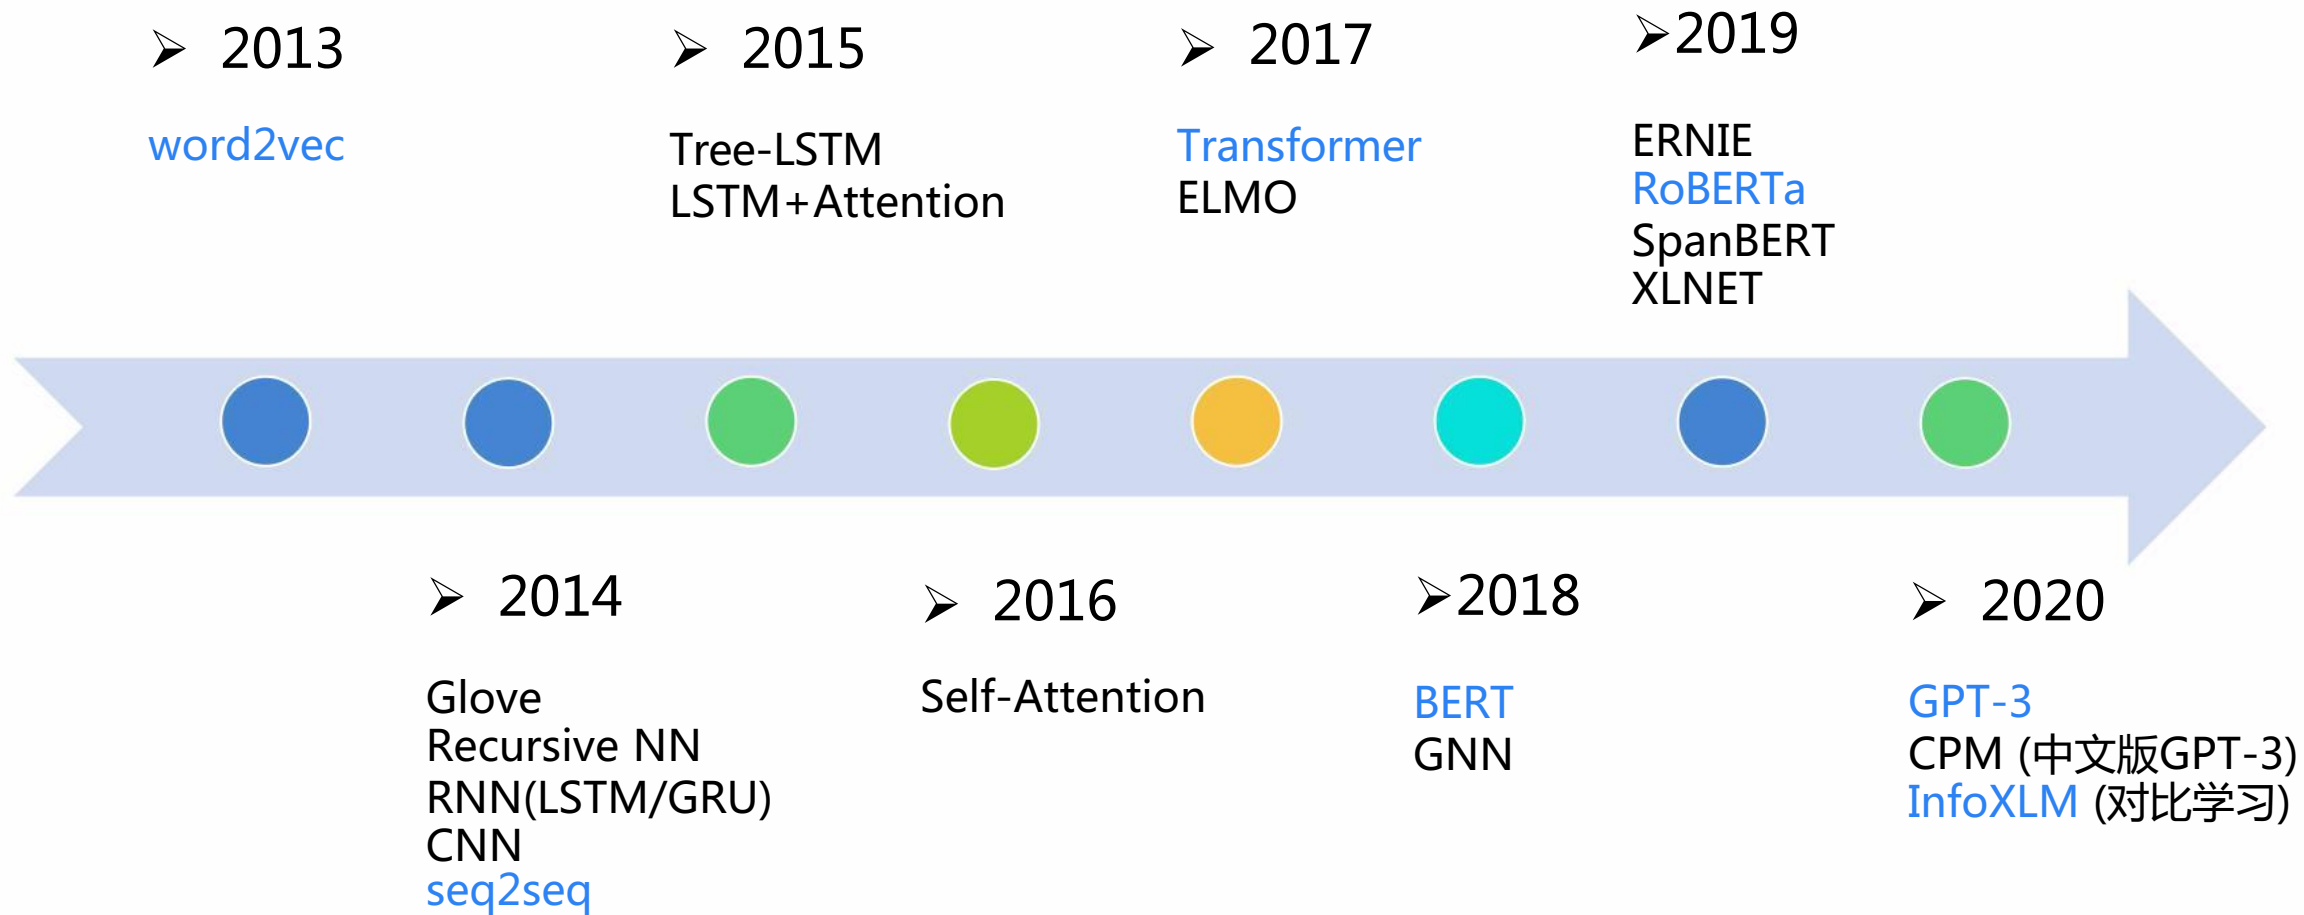 ➢ 2013
word2vec
➢ 2015
Tree-LSTM
LSTM+Attention
➢ 2017
Transformer
ELMO
➢2019
ERNIE
RoBERTa
SpanBERT
XLNET
➢ 2014
Glove
Recursive NN
RNN(LSTM/GRU)
CNN
seq2seq
➢ 2016
Self-Attention
➢2018
BERT
GNN
➢ 2020
GPT-3
CPM (中文版GPT-3)
InfoXLM (对比学习)